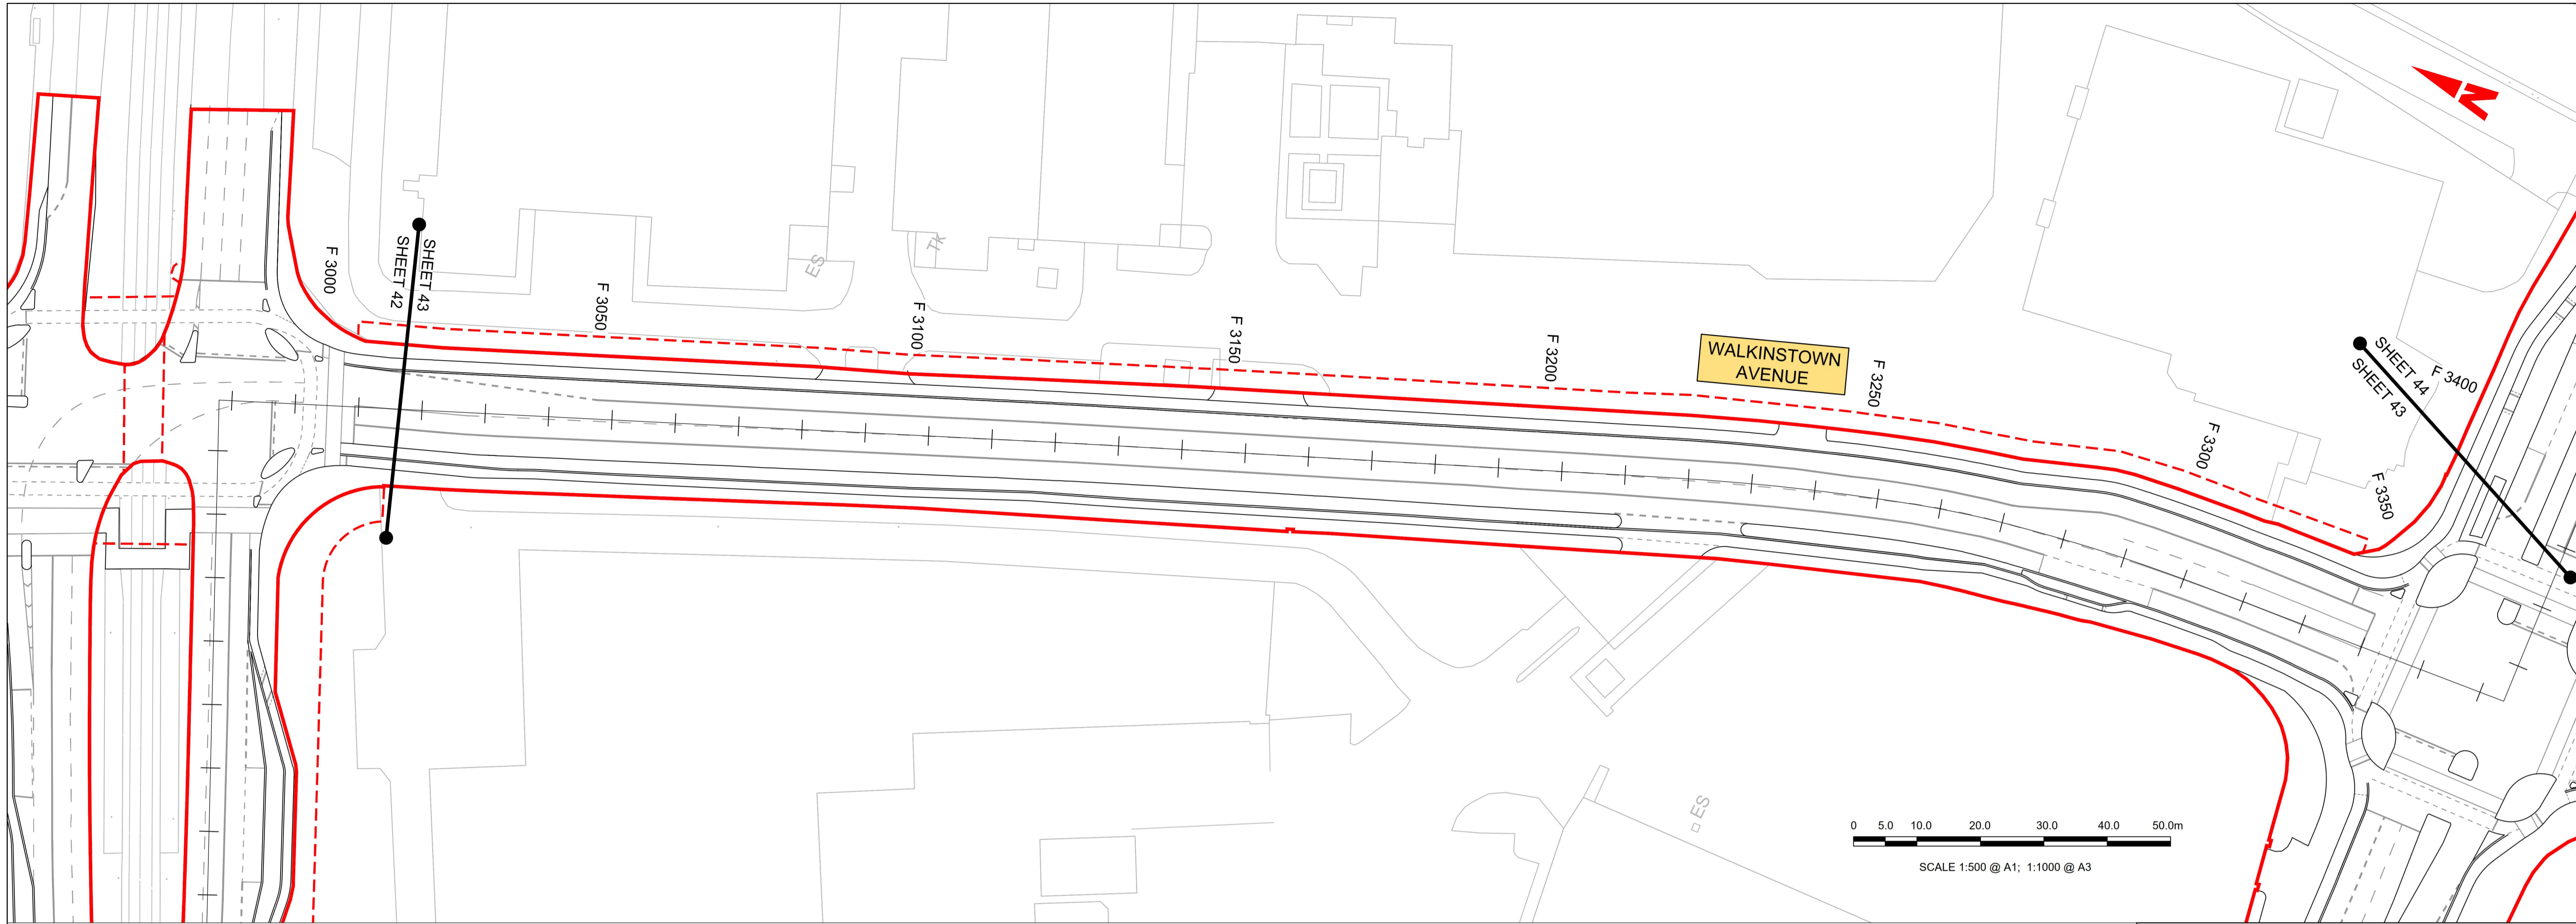 N
F 3000
SHEET 43
SHEET 42
F 3050
ES
TK
F 3100
F 3150
F 3200
WALKINSTOWN
AVENUE
F 3250
F 3300
F 3350
SHEET 44
SHEET 43
F 3400
ES
0 5.0 10.0 20.0 30.0 40.0 50.0m
SCALE 1:500 @ A1; 1:1000 @ A3